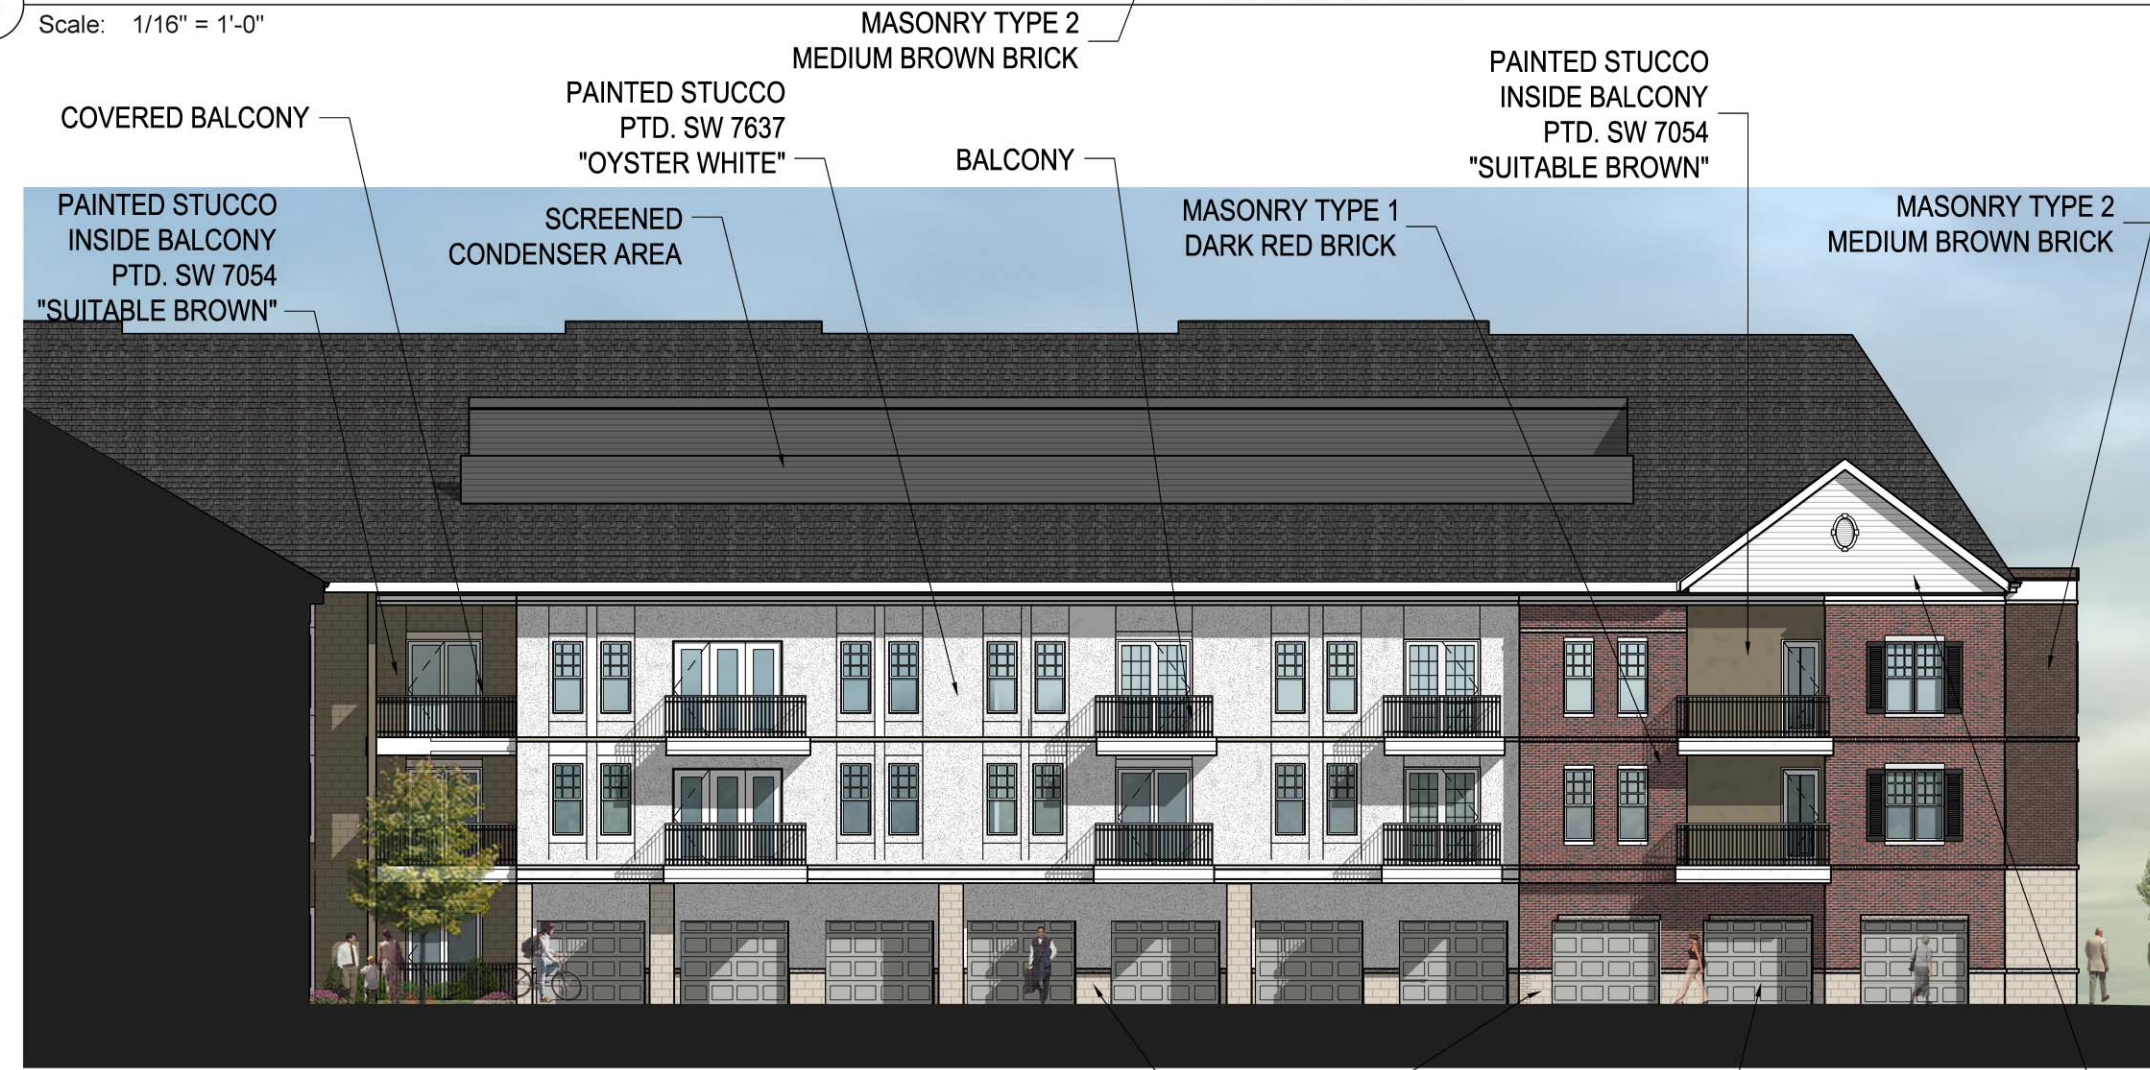 Scale: 1/16" = 1'-0"
MASONRY TYPE 2
MEDIUM BROWN BRICK
COVERED BALCONY
PAINTED STUCCO
PTD. SW 7637
"OYSTER WHITE"
BALCONY
PAINTED STUCCO
INSIDE BALCONY
PTD. SW 7054
"SUITABLE BROWN"
PAINTED STUCCO
INSIDE BALCONY
PTD. SW 7054
"SUITABLE BROWN"
SCREENED
CONDENSER AREA
MASONRY TYPE 1
DARK RED BRICK
MASONRY TYPE 2
MEDIUM BROWN BRICK